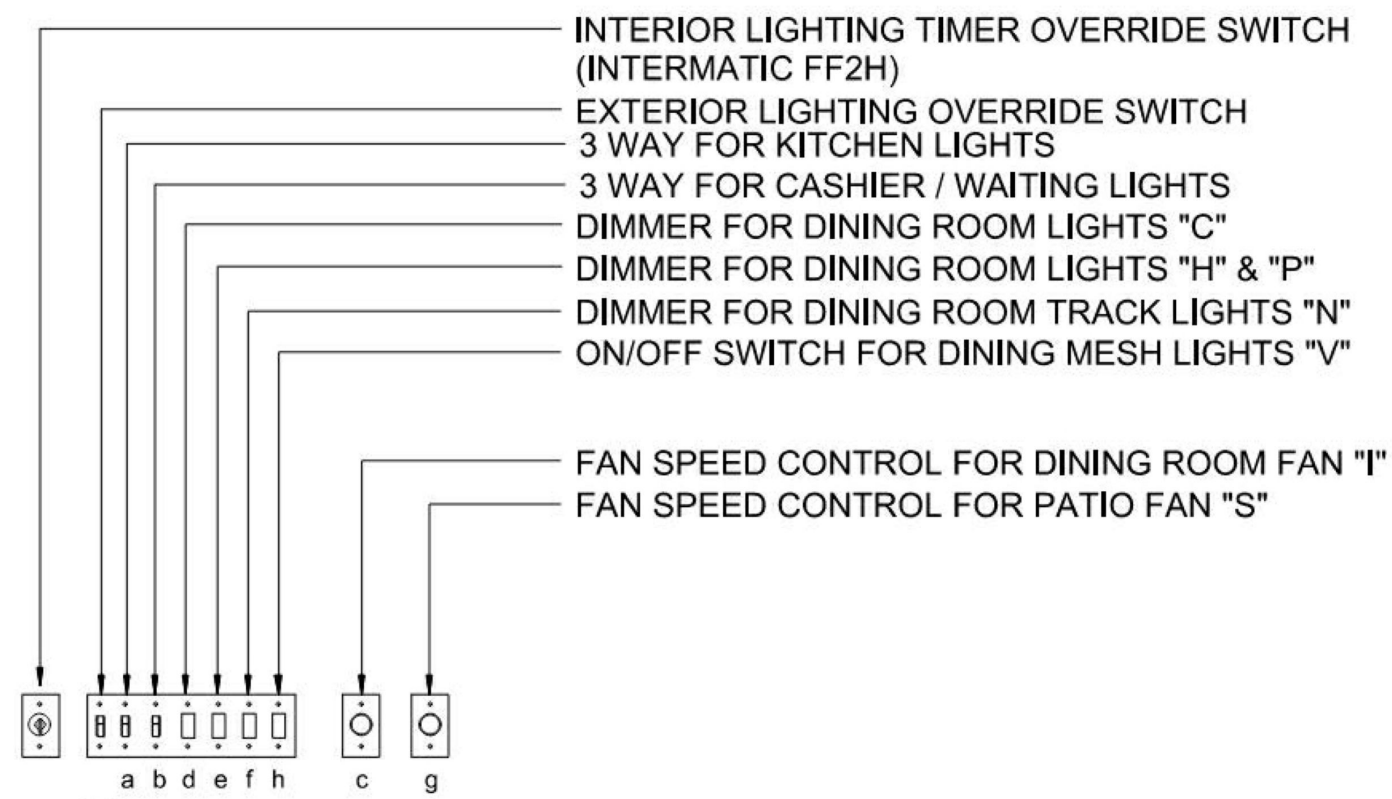 INTERIOR LIGHTING TIMER OVERRIDE SWITCH
(INTERMATIC FF2H)
EXTERIOR LIGHTING OVERRIDE SWITCH
3 WAY FOR KITCHEN LIGHTS
3 WAY FOR CASHIER / WAITING LIGHTS
DIMMER FOR DINING ROOM LIGHTS "C"
DIMMER FOR DINING ROOM LIGHTS "H" & "P"
DIMMER FOR DINING ROOM TRACK LIGHTS "N"
ON/OFF SWITCH FOR DINING MESH LIGHTS "V"
FAN SPEED CONTROL FOR DINING ROOM FAN "I"
FAN SPEED CONTROL FOR PATIO FAN "S"
a b d e f h c g